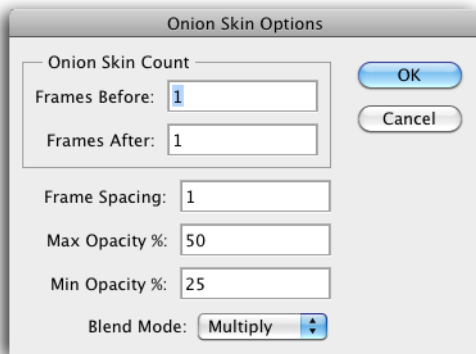 Onion Skin Options
Onion Skin Count
Frames Before: 1
Frames After: 1
Frame Spacing: 1
Max Opacity %: 50
Min Opacity %: 25
Blend Mode: Multiply
OK
Cancel